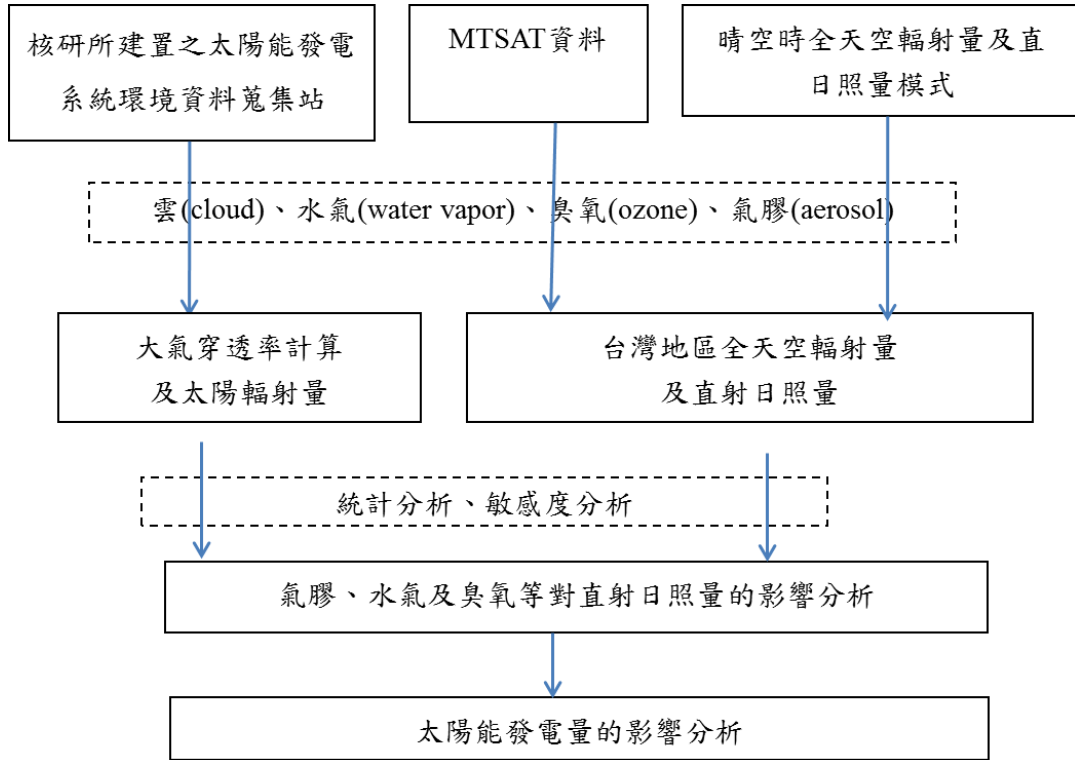 核研所建置之太陽能發電
系統環境資料蒐集站
MTSAT資料
晴空時全天空輻射量及直
日照量模式
雲(cloud)、水氣(water vapor)、臭氧(ozone)、氣膠(aerosol)
大氣穿透率計算
及太陽輻射量
台灣地區全天空輻射量
及直射日照量
統計分析、敏感度分析
氣膠、水氣及臭氧等對直射日照量的影響分析
太陽能發電量的影響分析